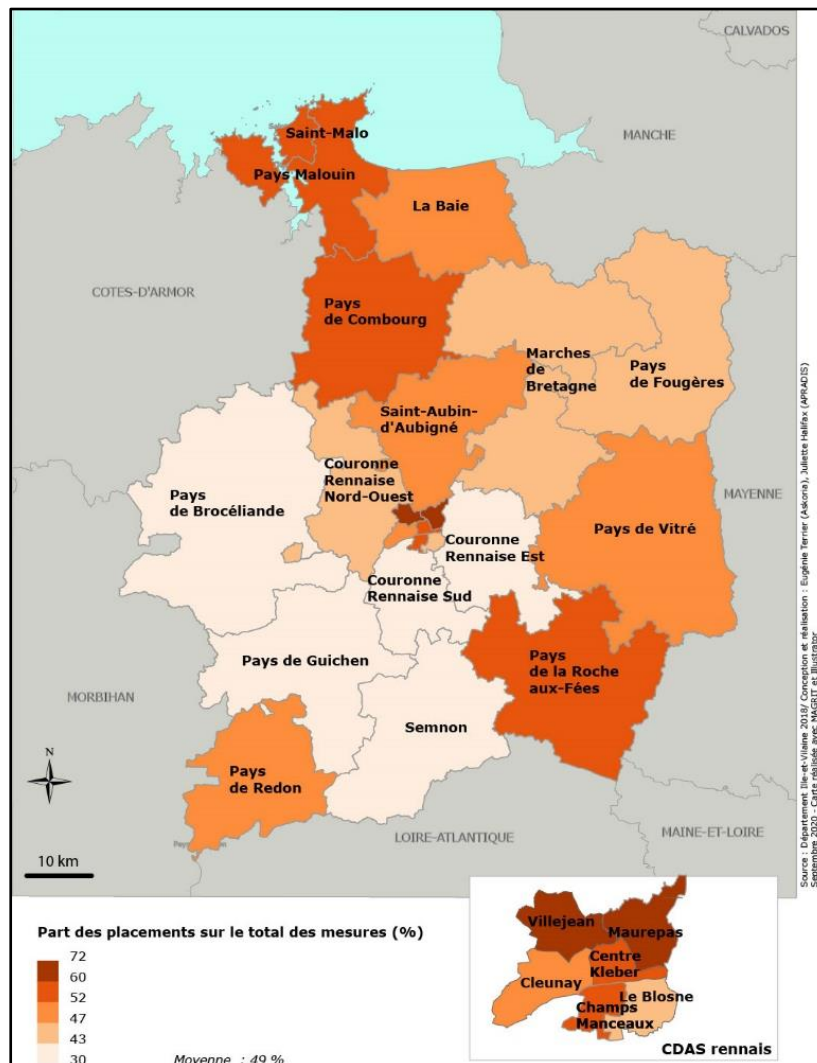 CALVADOS
MANCHE
Saint-Malo
Pays Malouin
La Baie
COTES-D'ARMOR
Pays
de Combourg
Marches
de
Bretagne
Pays
de Fougères
Saint-Aubin-
d'Aubigné
Couronne
Rennaise
Nord-Ouest
Pays
de Brocéliande
MAYENNE
Pays de Vitré
Couronne
Rennaise Est
Couronne
Rennaise Sud
Pays de Guichen
Pays
de la Roche
aux-Fées
MORBIHAN
Semnon
N
Pays
de Redon
LOIRE-ATLANTIQUE
MAINE-ET-LOIRE
10 km
Source : Département Ille-et-Vilaine 2018/ Conception et réalisation : Eugénie Terrier (Askoria), Juliette Halifax (APRADIS)
Septembre 2020 - Carte réalisée avec MAGRIT et Illustrator
Part des placements sur le total des mesures (%)
72
60
52
47
43
30
Moyenne : 49 %
Villejean
Maurepas
Centre
Kleber
Cleunay
Le Blosne
Champs
Manceaux
CDAS rennais